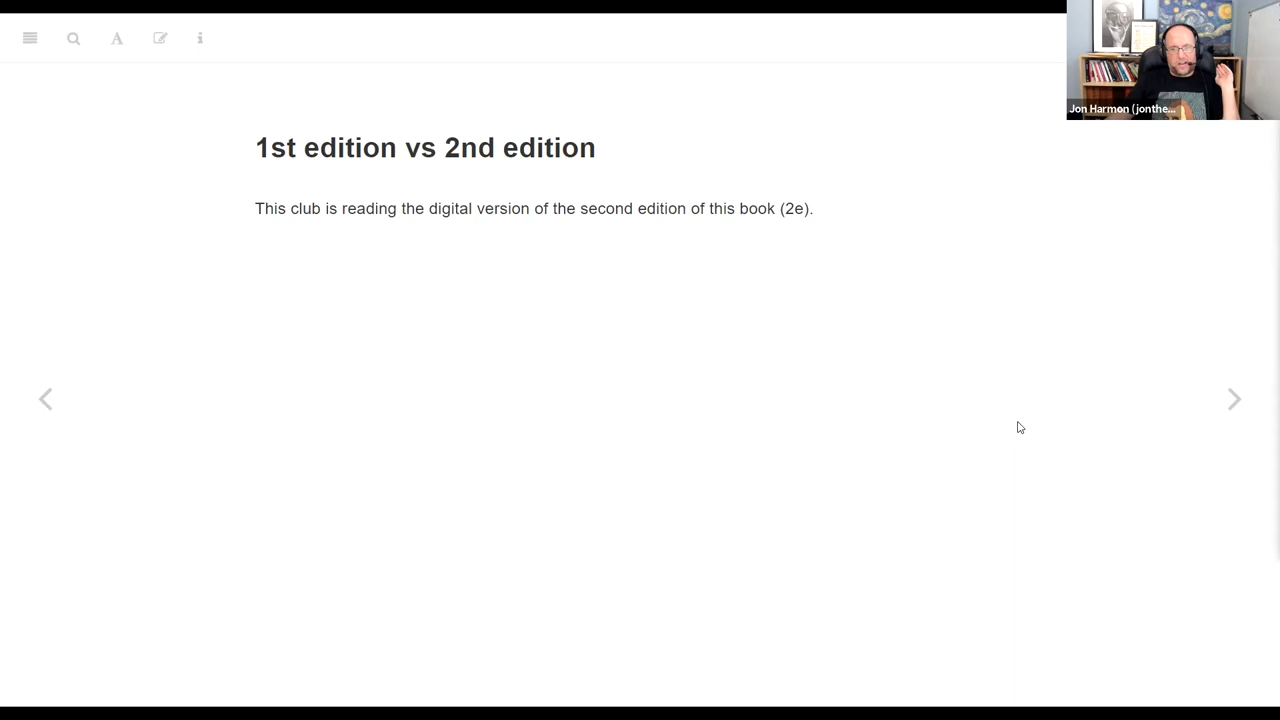 Jon Harmon (jonthe...
1st edition vs 2nd edition
This club is reading the digital version of the second edition of this book (2e).